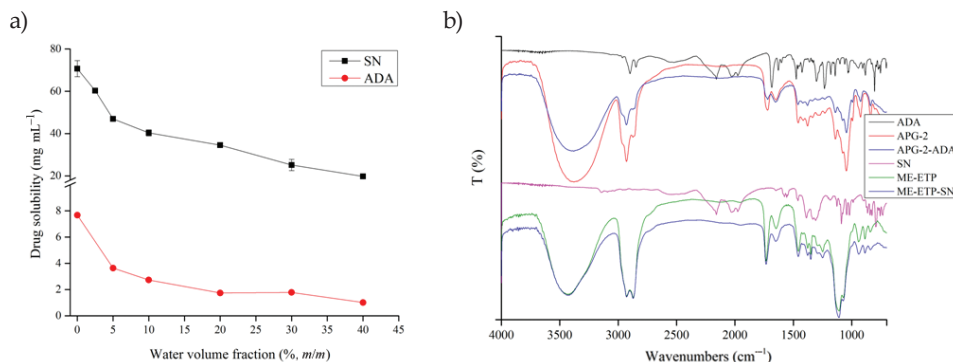 a)
80
60
40
20
8
6
4
2
0
Drug solubility (mg mL⁻¹)
SN
ADA
0 5 10 15 20 25 30 35 40 45
Water volume fraction (%, m/m)
b)
T (%)
ADA
APG-2
APG-2-ADA
SN
ME-ETP
ME-ETP-SN
4000 3500 3000 2500 2000 1500 1000
Wavenumbers (cm⁻¹)